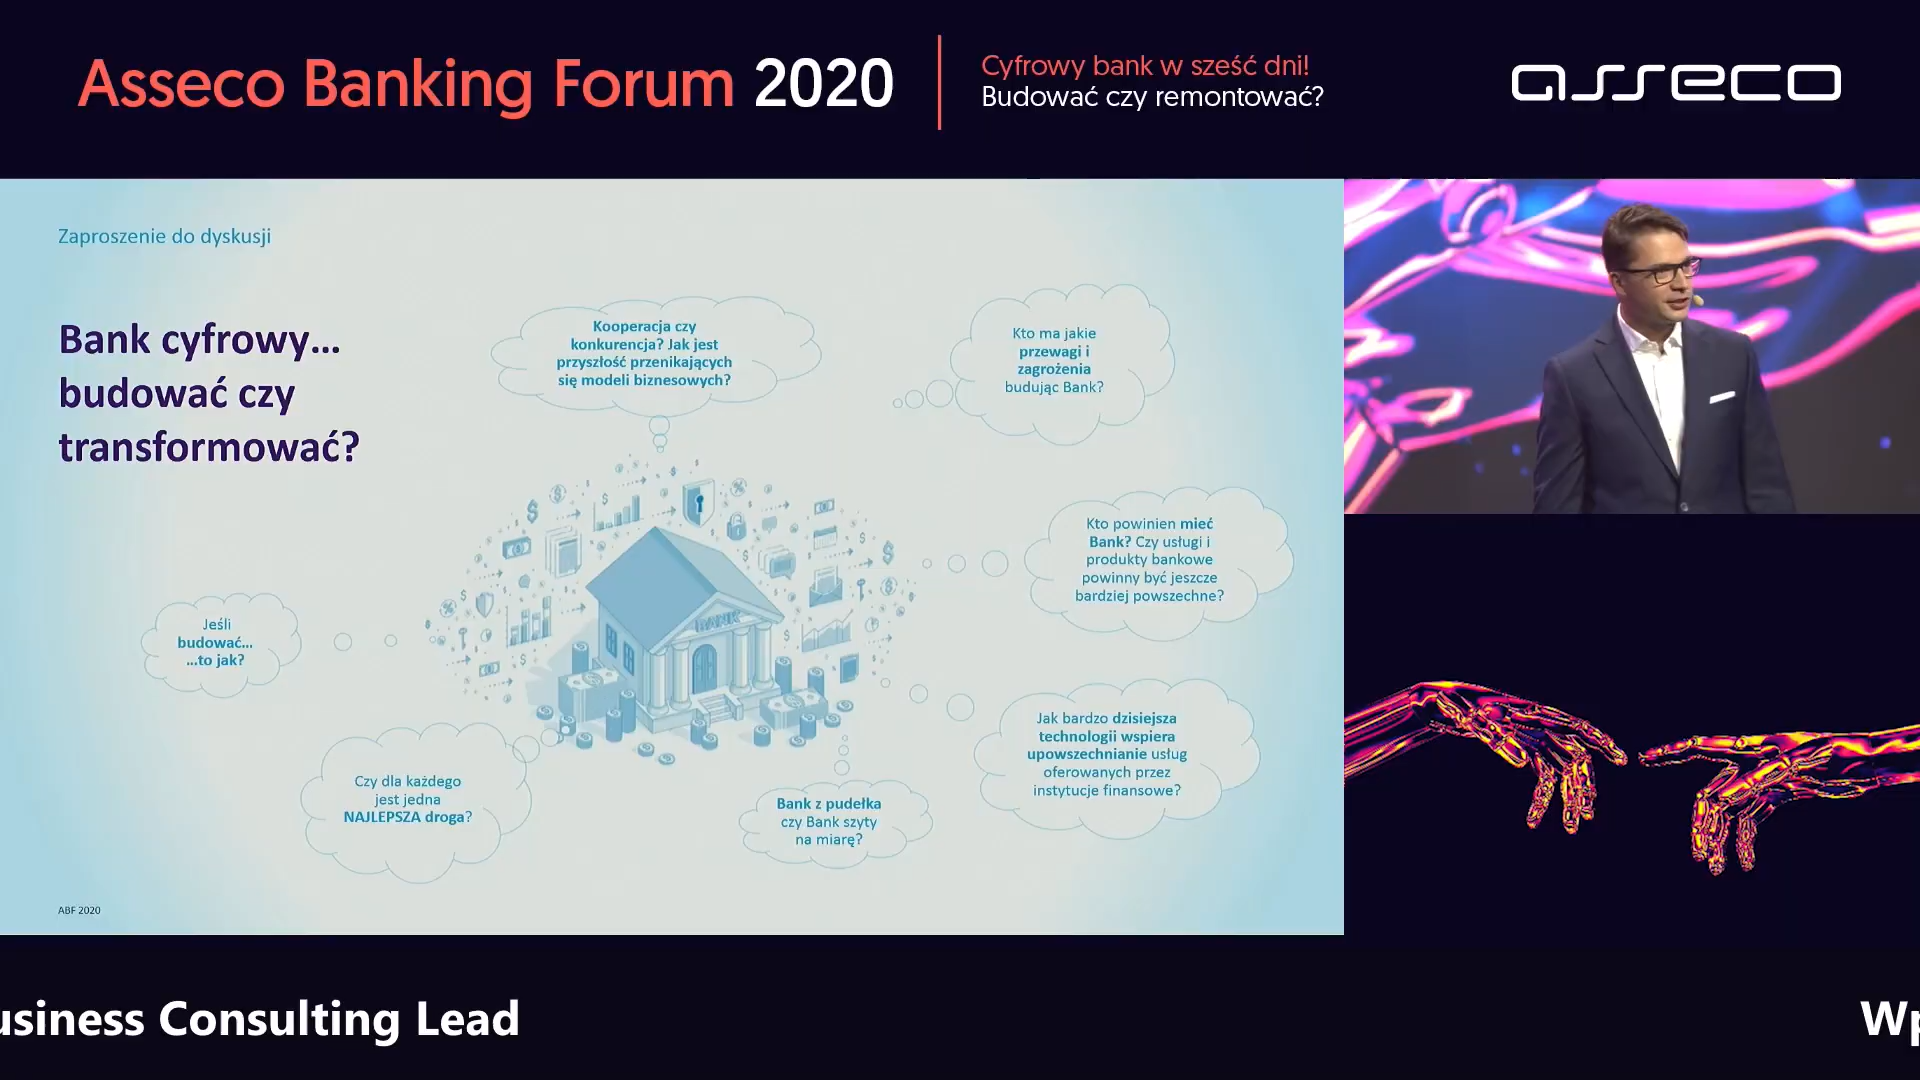 Asseco Banking Forum 2020
Cyfrowy bank w sześć dni!
Budować czy remontować?
asseco
Zaproszenie do dyskusji
Bank cyfrowy...
budować czy
transformować?
Kooperacja czy
konkurencja? Jak jest
przyszłość przenikających
się modeli biznesowych?
Kto ma jakie
przewagi i
zagrożenia
budując Bank?
Kto powinien mieć
Bank? Czy usługi i
produkty bankowe
powinny być jeszcze
bardziej powszechne?
Jeśli
budować...
...to jak?
BANK
Jak bardzo dzisiejsza
technologii wspiera
upowszechnianie usług
oferowanych przez
instytucje finansowe?
Czy dla każdego
jest jedna
NAJLEPSZA droga?
Bank z pudełka
czy Bank szyty
na miarę?
ABF 2020
usiness Consulting Lead
Wp